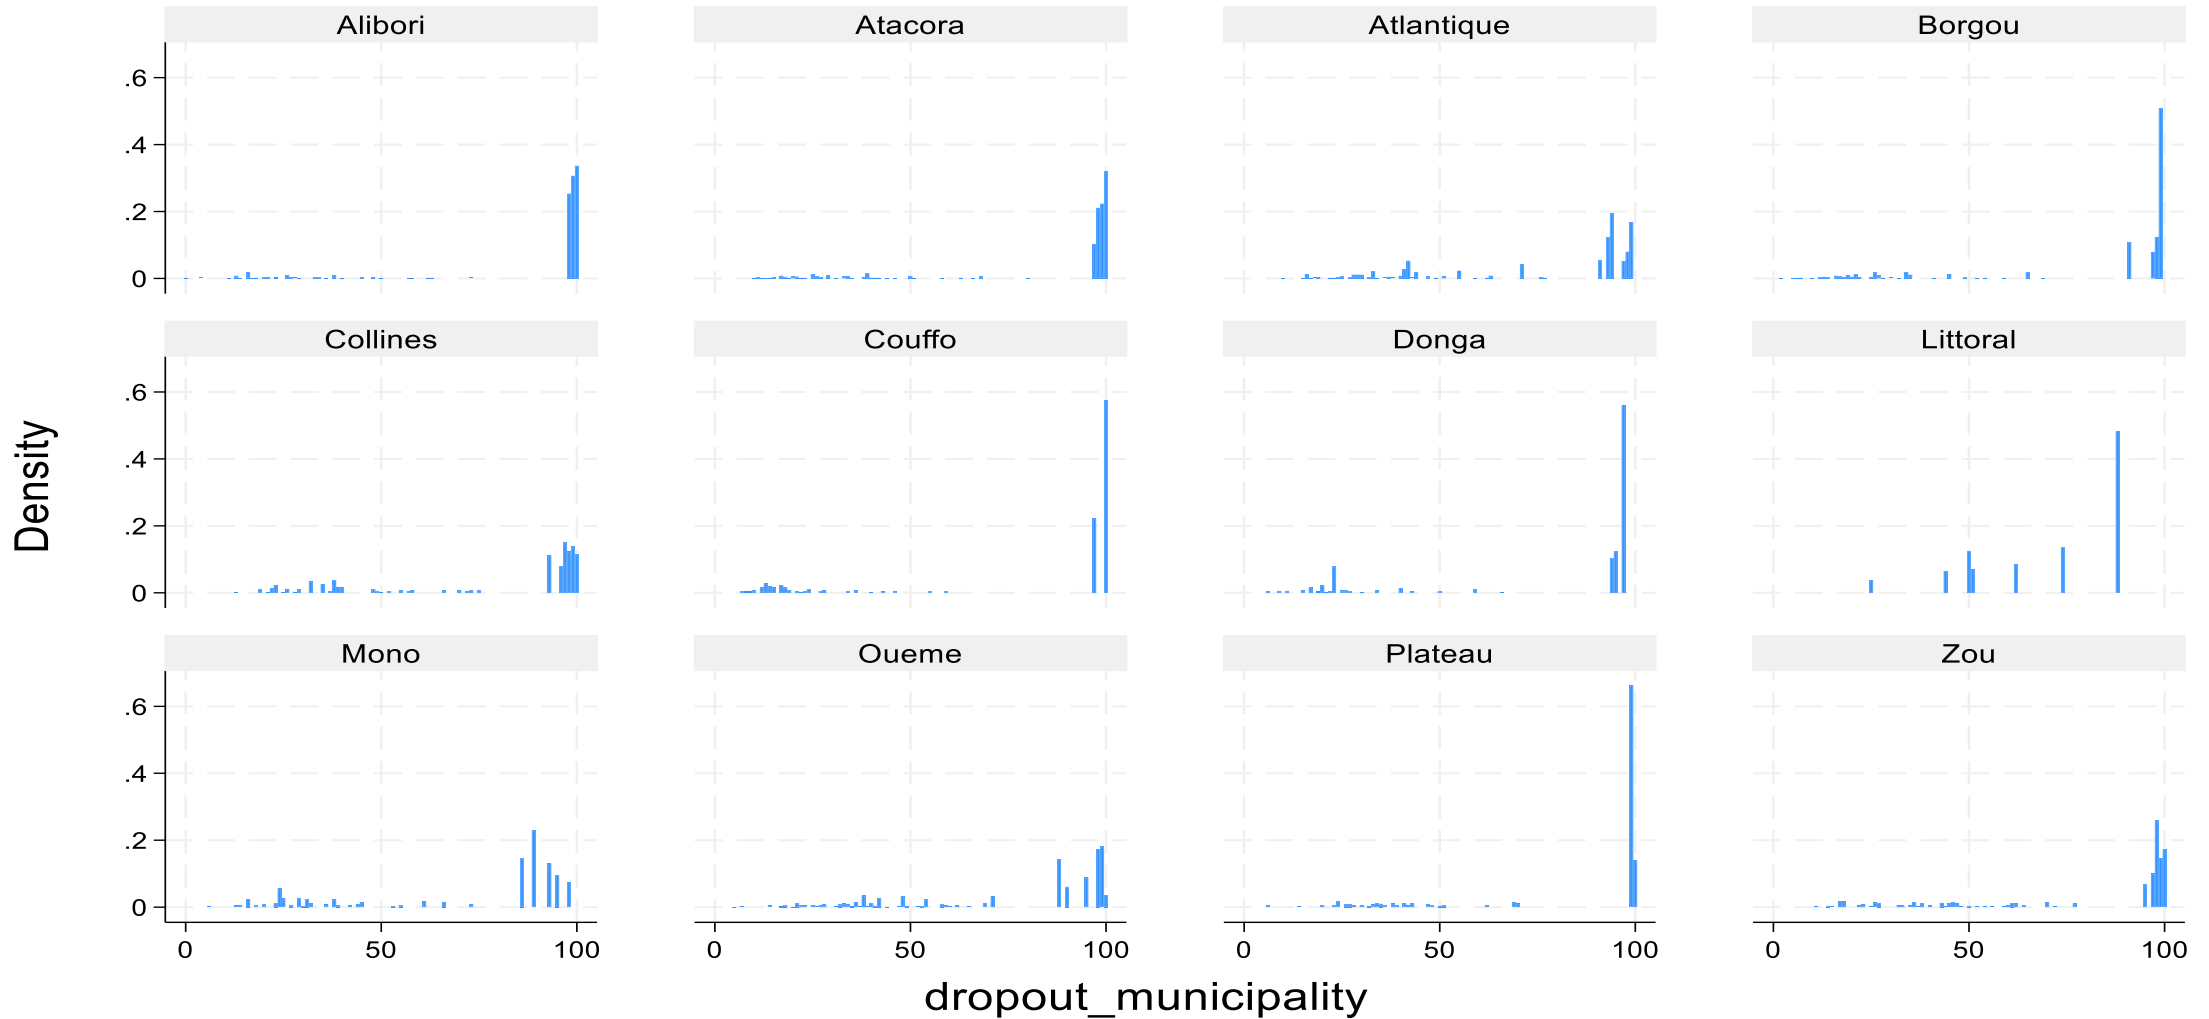 Alibori Atacora Atlantique Borgou
.6
.4
.2
0
Collines Couffo Donga Littoral
.6
.4
.2
0
Density
Mono Oueme Plateau Zou
.6
.4
.2
0
0 50 100 0 50 100 0 50 100 0 50 100
dropout_municipality